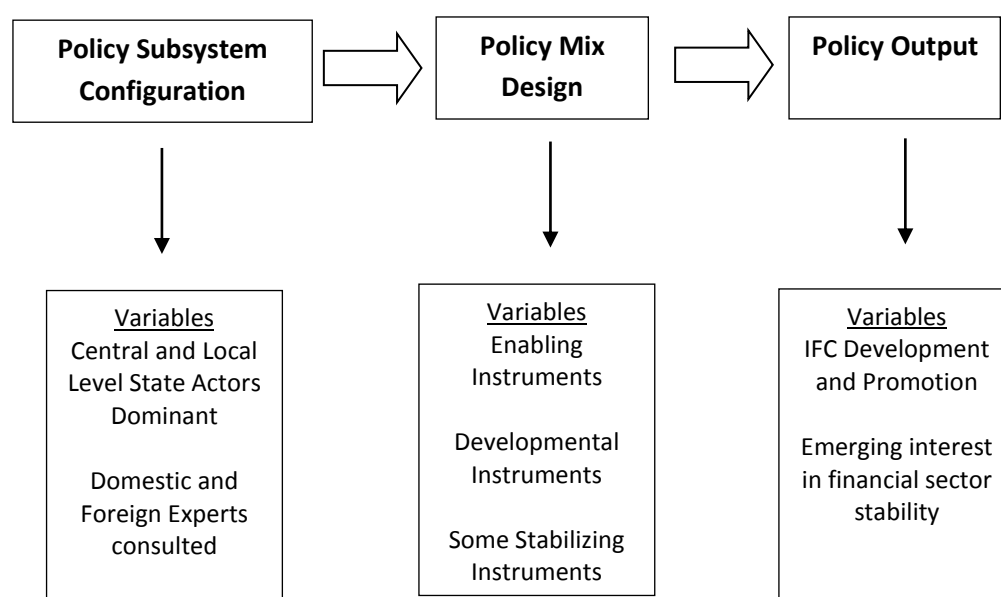 Policy Subsystem
Configuration
Policy Mix
Design
Policy Output
Variables
Central and Local
Level State Actors
Dominant
Domestic and
Foreign Experts
consulted
Variables
Enabling
Instruments
Developmental
Instruments
Some Stabilizing
Instruments
Variables
IFC Development
and Promotion
Emerging interest
in financial sector
stability